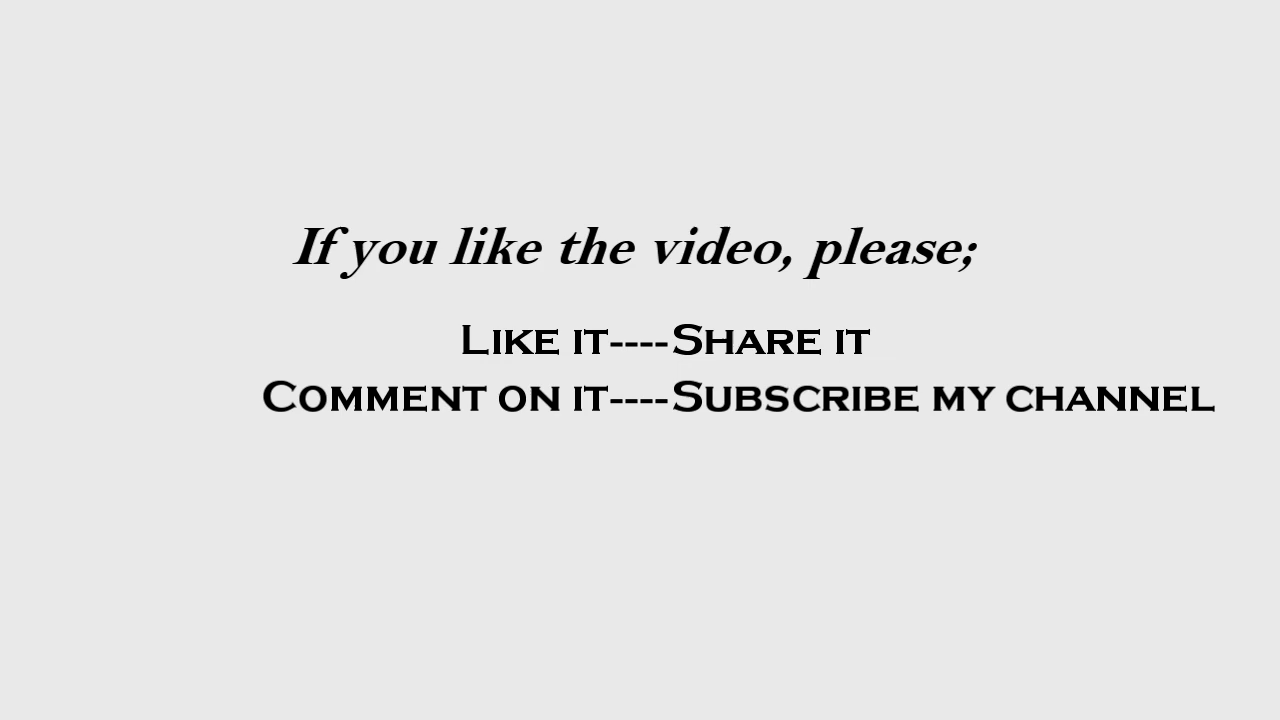 If you like the video, please;
Like it----Share it
Comment on it----Subscribe my channel